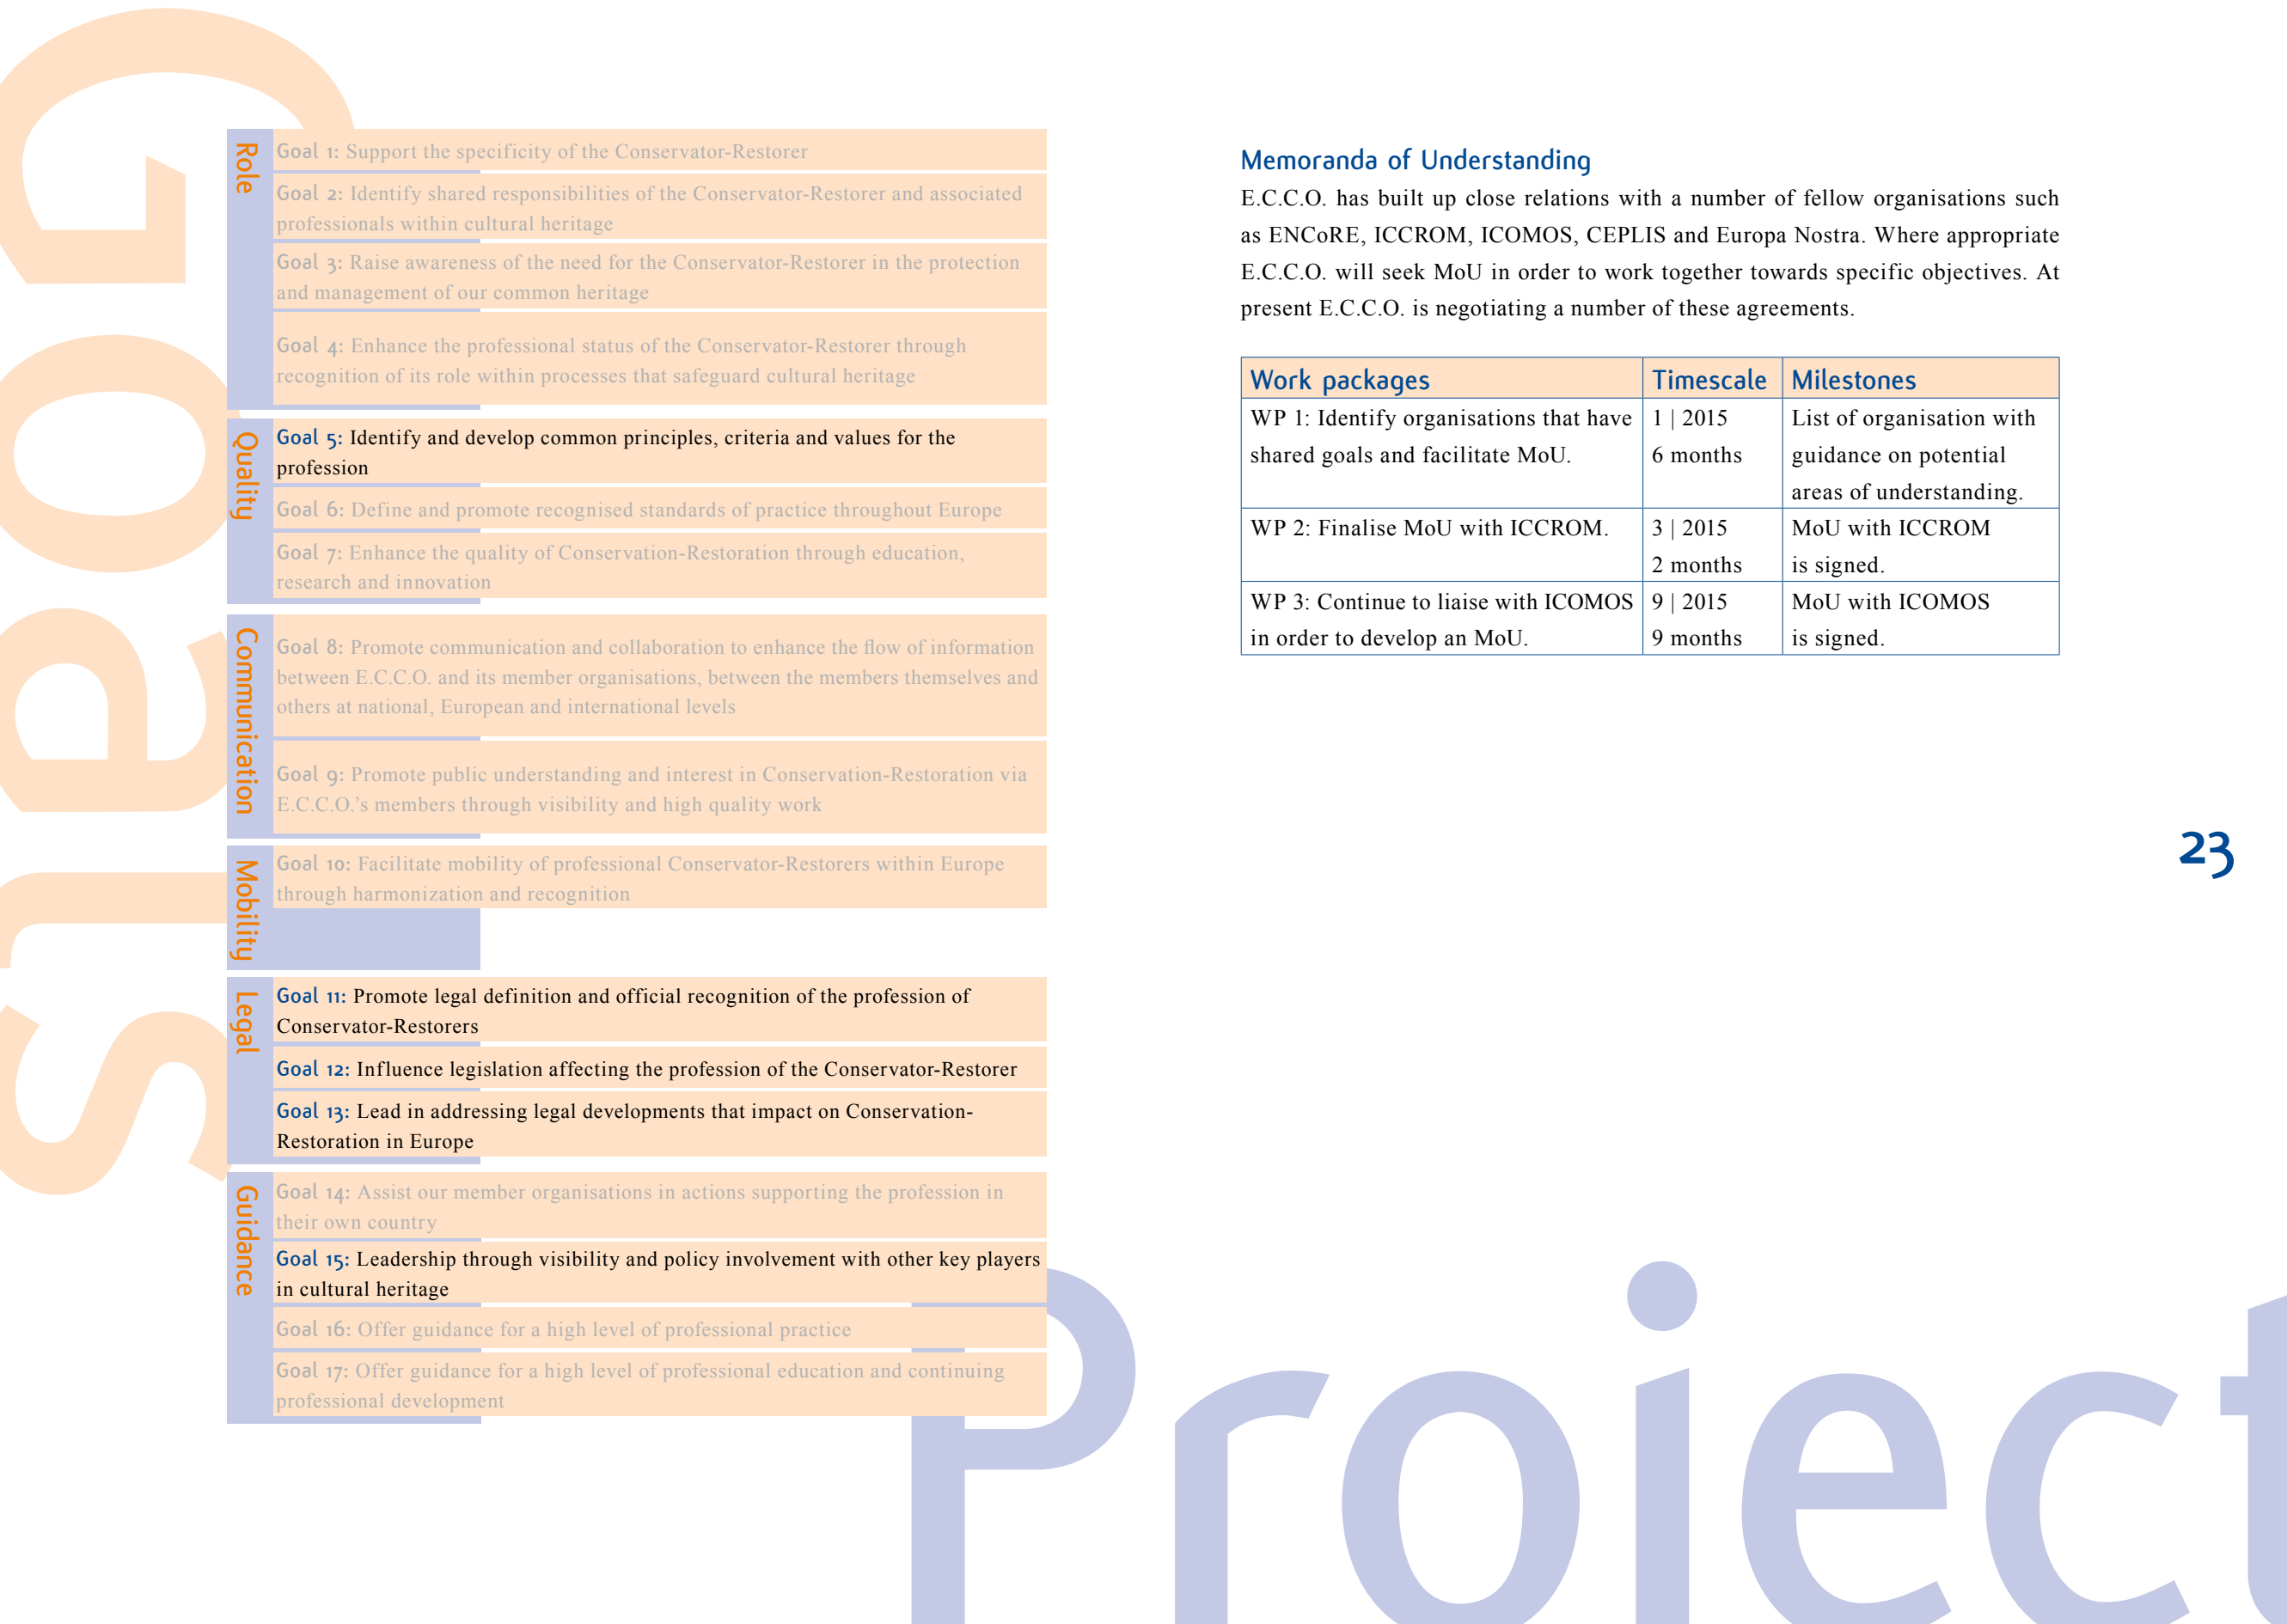 Goals
Role
Goal 1: Support the specificity of the Conservator-Restorer
Goal 2: Identify shared responsibilities of the Conservator-Restorer and associated
professionals within cultural heritage
Goal 3: Raise awareness of the need for the Conservator-Restorer in the protection
and management of our common heritage
Goal 4: Enhance the professional status of the Conservator-Restorer through
recognition of its role within processes that safeguard cultural heritage
Quality
Goal 5: Identify and develop common principles, criteria and values for the
profession
Goal 6: Define and promote recognised standards of practice throughout Europe
Goal 7: Enhance the quality of Conservation-Restoration through education,
research and innovation
Communication
Goal 8: Promote communication and collaboration to enhance the flow of information
between E.C.C.O. and its member organisations, between the members themselves and
others at national, European and international levels
Goal 9: Promote public understanding and interest in Conservation-Restoration via
E.C.C.O.'s members through visibility and high quality work
Mobility
Goal 10: Facilitate mobility of professional Conservator-Restorers within Europe
through harmonization and recognition
Legal
Goal 11: Promote legal definition and official recognition of the profession of
Conservator-Restorers
Goal 12: Influence legislation affecting the profession of the Conservator-Restorer
Goal 13: Lead in addressing legal developments that impact on Conservation-
Restoration in Europe
Guidance
Goal 14: Assist our member organisations in actions supporting the profession in
their own country
Goal 15: Leadership through visibility and policy involvement with other key players
in cultural heritage
Goal 16: Offer guidance for a high level of professional practice
Goal 17: Offer guidance for a high level of professional education and continuing
professional development
Memoranda of Understanding
E.C.C.O. has built up close relations with a number of fellow organisations such
as ENCoRE, ICCROM, ICOMOS, CEPLIS and Europa Nostra. Where appropriate
E.C.C.O. will seek MoU in order to work together towards specific objectives. At
present E.C.C.O. is negotiating a number of these agreements.
Work packages Timescale Milestones
WP 1: Identify organisations that have 1 | 2015 List of organisation with
shared goals and facilitate MoU. 6 months guidance on potential
areas of understanding.
WP 2: Finalise MoU with ICCROM. 3 | 2015 MoU with ICCROM
2 months is signed.
WP 3: Continue to liaise with ICOMOS 9 | 2015 MoU with ICOMOS
in order to develop an MoU. 9 months is signed.
23
Project